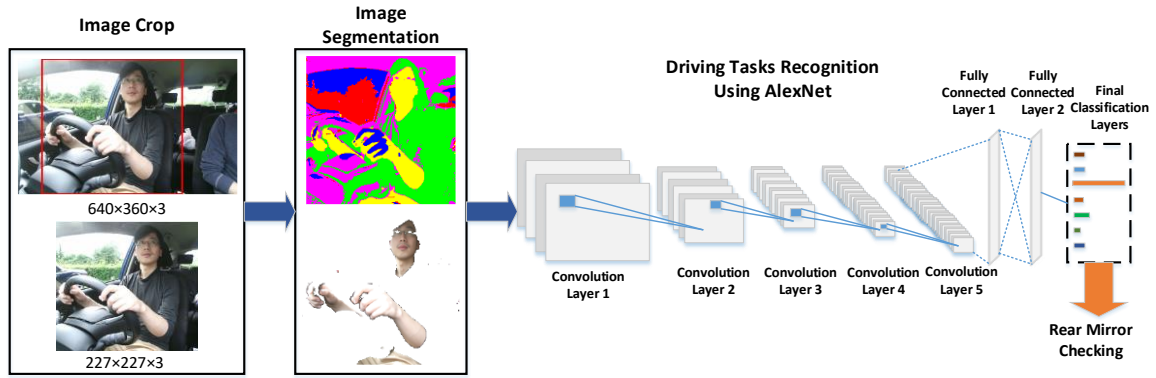 Image Crop
640×360×3
227×227×3
Image
Segmentation
Driving Tasks Recognition
Using AlexNet
Convolution
Layer 1
Convolution
Layer 2
Convolution
Layer 3
Convolution
Layer 4
Convolution
Layer 5
Fully
Connected
Layer 1
Fully
Connected
Layer 2
Final
Classification
Layers
Rear Mirror
Checking